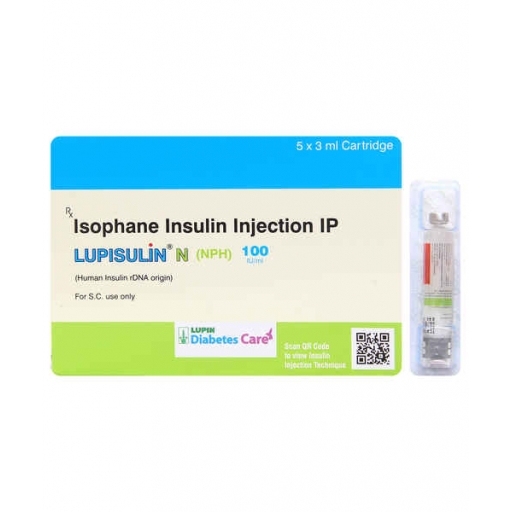 5 x 3 ml Cartridge
Rx
Isophane Insulin Injection IP
LUPISULIN® N (NPH) 100
IU/ml
(Human Insulin rDNA origin)
For S.C. use only
LUPIN
Diabetes Care
Scan QR Code
to view Insulin
Injection Technique